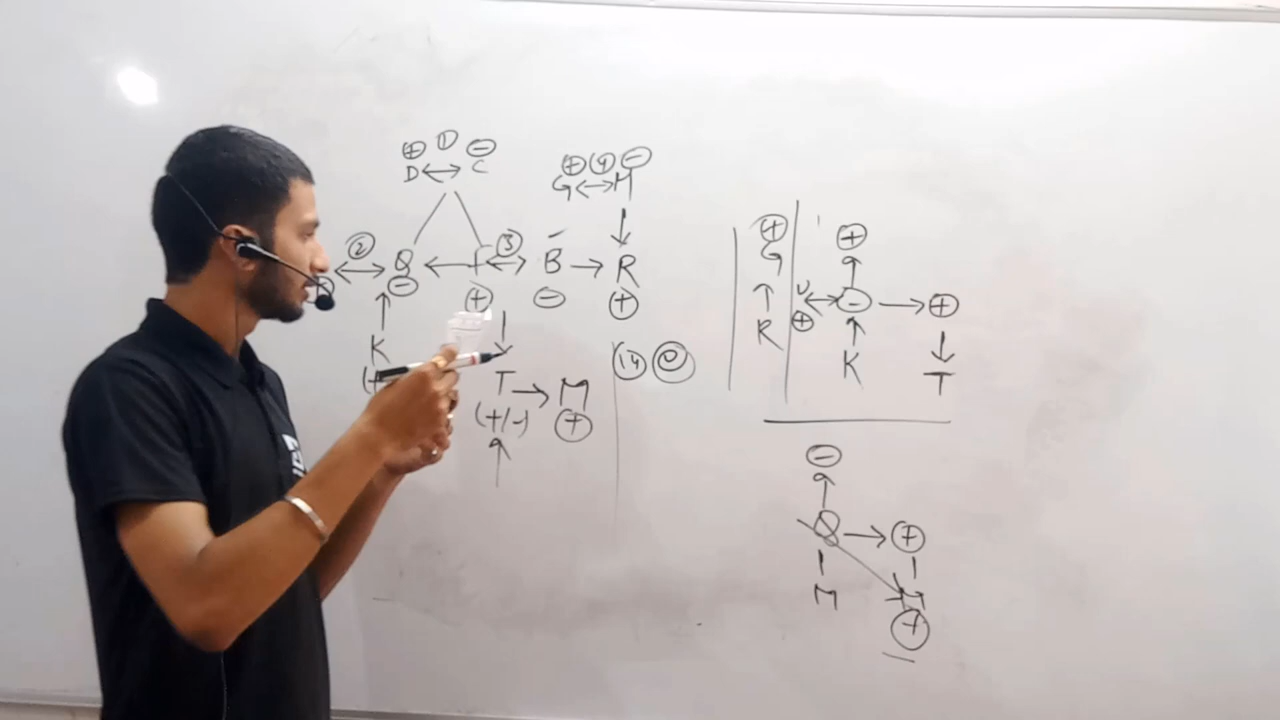 + 1 -
D ↔ C
+ 4 -
G ↔ M
2 ↔ Q ← I ↔ 3 B → R
- + - +
K
T → M
(+/-) +
14 e
+
G
R
+
↔ - → +
+
K T
-
Q → +
M M
+